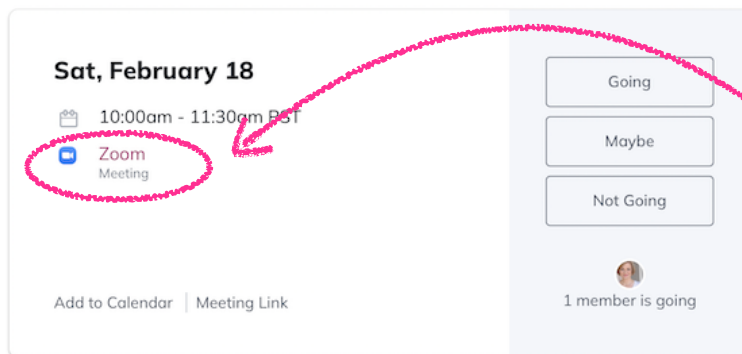 Sat, February 18
10:00am - 11:30am PST
Zoom
Meeting
Add to Calendar | Meeting Link
Going
Maybe
Not Going
1 member is going